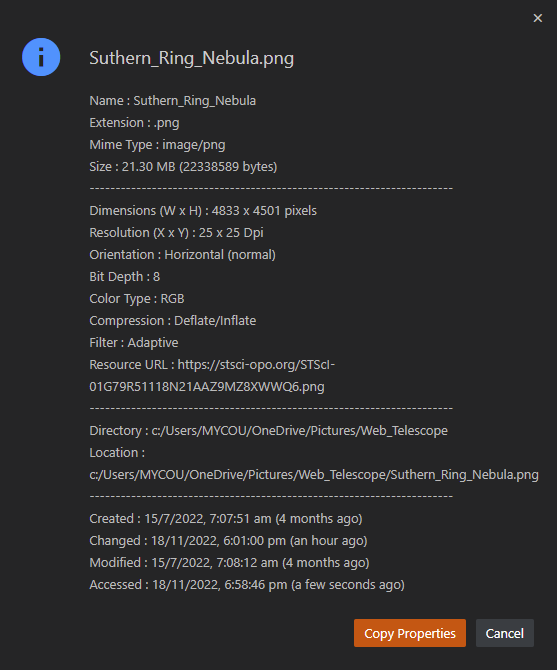 Suthern_Ring_Nebula.png
Name : Suthern_Ring_Nebula
Extension : .png
Mime Type : image/png
Size : 21.30 MB (22338589 bytes)
----------------------------------------------------------------------
Dimensions (W x H) : 4833 x 4501 pixels
Resolution (X x Y) : 25 x 25 Dpi
Orientation : Horizontal (normal)
Bit Depth : 8
Color Type : RGB
Compression : Deflate/Inflate
Filter : Adaptive
Resource URL : https://stsci-opo.org/STScI-
01G79R51118N21AAZ9MZ8XWWQ6.png
----------------------------------------------------------------------
Directory : c:/Users/MYCOU/OneDrive/Pictures/Web_Telescope
Location :
c:/Users/MYCOU/OneDrive/Pictures/Web_Telescope/Suthern_Ring_Nebula.png
----------------------------------------------------------------------
Created : 15/7/2022, 7:07:51 am (4 months ago)
Changed : 18/11/2022, 6:01:00 pm (an hour ago)
Modified : 15/7/2022, 7:08:12 am (4 months ago)
Accessed : 18/11/2022, 6:58:46 pm (a few seconds ago)
Copy Properties
Cancel